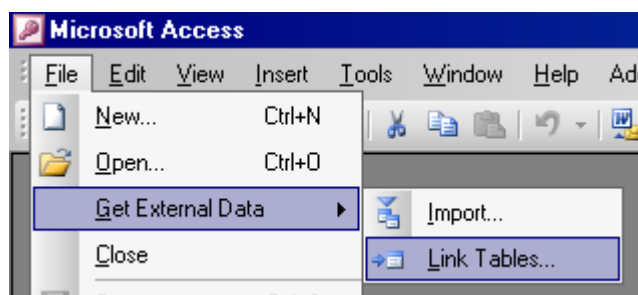 Microsoft Access
File Edit View Insert Tools Window Help Ad
New... Ctrl+N
Open... Ctrl+O
Get External Data
Import...
Close
Link Tables...